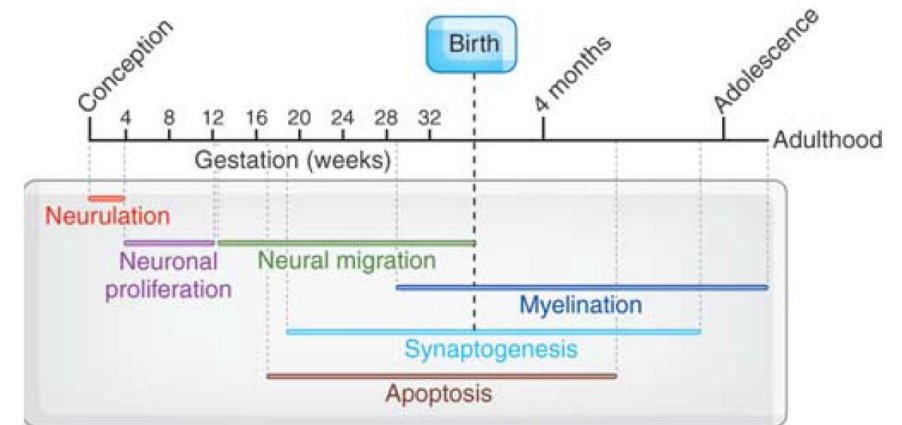 Conception
Birth
4 months
Adolescence
4 8 12 16 20 24 28 32
Adulthood
Gestation (weeks)
Neurulation
Neuronal
proliferation
Neural migration
Myelination
Synaptogenesis
Apoptosis